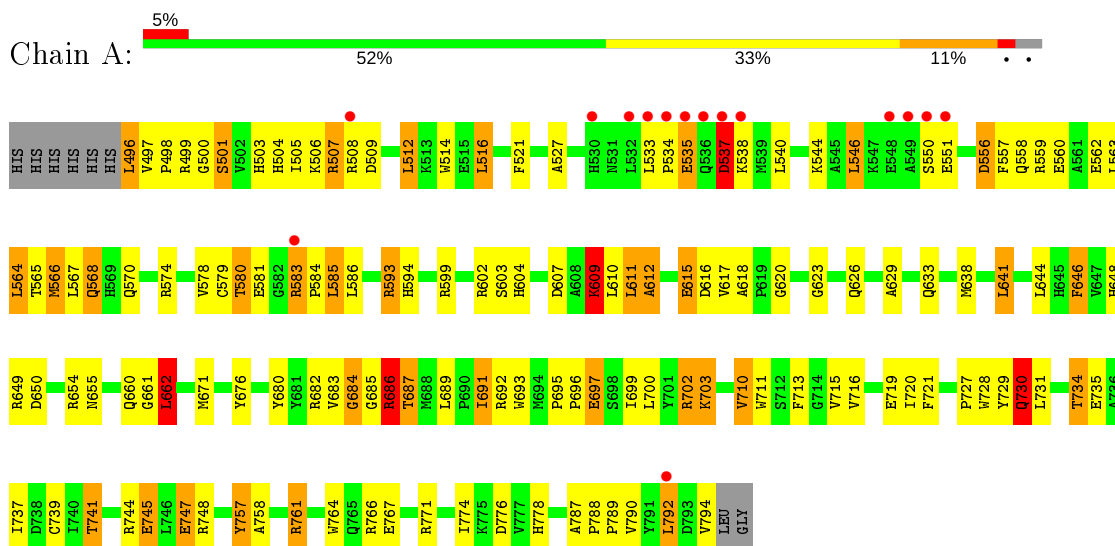 5%
Chain A:
52% 33% 11% • •
HIS HIS HIS HIS HIS HIS L496 V497 P498 R499 G500 S501 V502 H503 H504 I505 K506 R507 R508 D509 L512 K513 W514 E515 L516 F521 A527 H530 N531 L532 L533 P534 E535 Q536 D537 K538 M539 L540 K544 A545 L546 K547 E548 A549 S550 E551 D556 F557 Q558 R559 E560 A561 E562 L563
L564 T565 M566 L567 Q568 H569 Q570 R574 V578 C579 T580 E581 G582 R583 P584 L585 L586 R593 H594 R599 R602 S603 H604 D607 A608 K609 L610 L611 A612 E615 D616 V617 A618 P619 G620 G623 Q626 A629 Q633 M638 L641 L644 H645 F646 V647 H648
R649 D650 R654 N655 Q660 G661 L662 M671 Y676 Y680 Y681 R682 V683 G684 G685 R686 T687 M688 L689 P690 I691 R692 W693 M694 P695 P696 E697 S698 I699 L700 Y701 R702 K703 V710 W711 S712 F713 G714 V715 V716 E719 I720 F721 P727 W728 Y729 Q730 L731 T734 E735 A736
I737 D738 C739 I740 T741 R744 E745 L746 E747 R748 Y757 A758 R761 W764 Q765 R766 E767 R771 I774 K775 D776 V777 H778 A787 P788 P789 V790 Y791 L792 D793 V794 LEU GLY